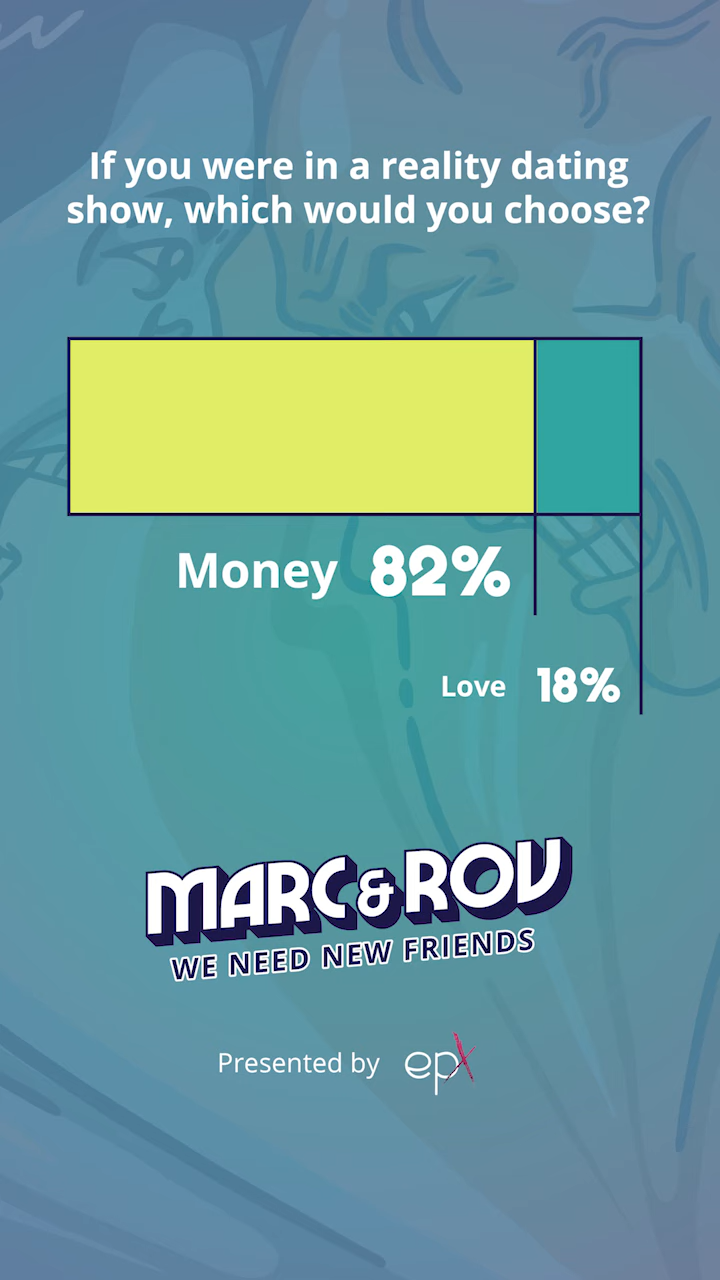 If you were in a reality dating
show, which would you choose?
Money 82%
Love 18%
MARC & ROV
WE NEED NEW FRIENDS
Presented by epX